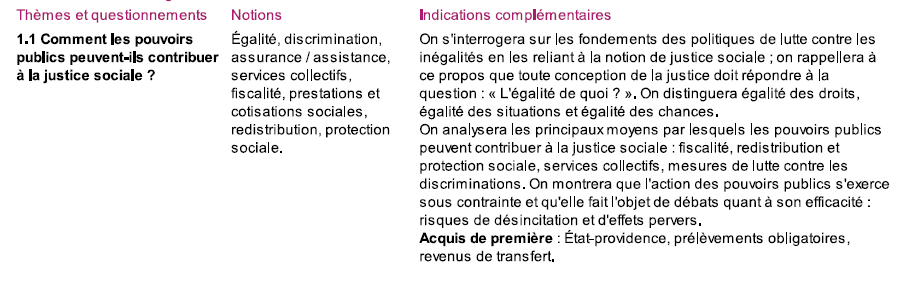 Thèmes et questionnements
Notions
Indications complémentaires
1.1 Comment les pouvoirs
publics peuvent-ils contribuer
à la justice sociale ?
Égalité, discrimination,
assurance / assistance,
services collectifs,
fiscalité, prestations et
cotisations sociales,
redistribution, protection
sociale.
On s'interrogera sur les fondements des politiques de lutte contre les
inégalités en les reliant à la notion de justice sociale ; on rappellera à
ce propos que toute conception de la justice doit répondre à la
question : « L'égalité de quoi ? ». On distinguera égalité des droits,
égalité des situations et égalité des chances.
On analysera les principaux moyens par lesquels les pouvoirs publics
peuvent contribuer à la justice sociale : fiscalité, redistribution et
protection sociale, services collectifs, mesures de lutte contre les
discriminations. On montrera que l'action des pouvoirs publics s'exerce
sous contrainte et qu'elle fait l'objet de débats quant à son efficacité :
risques de désincitation et d'effets pervers.
Acquis de première : État-providence, prélèvements obligatoires,
revenus de transfert.